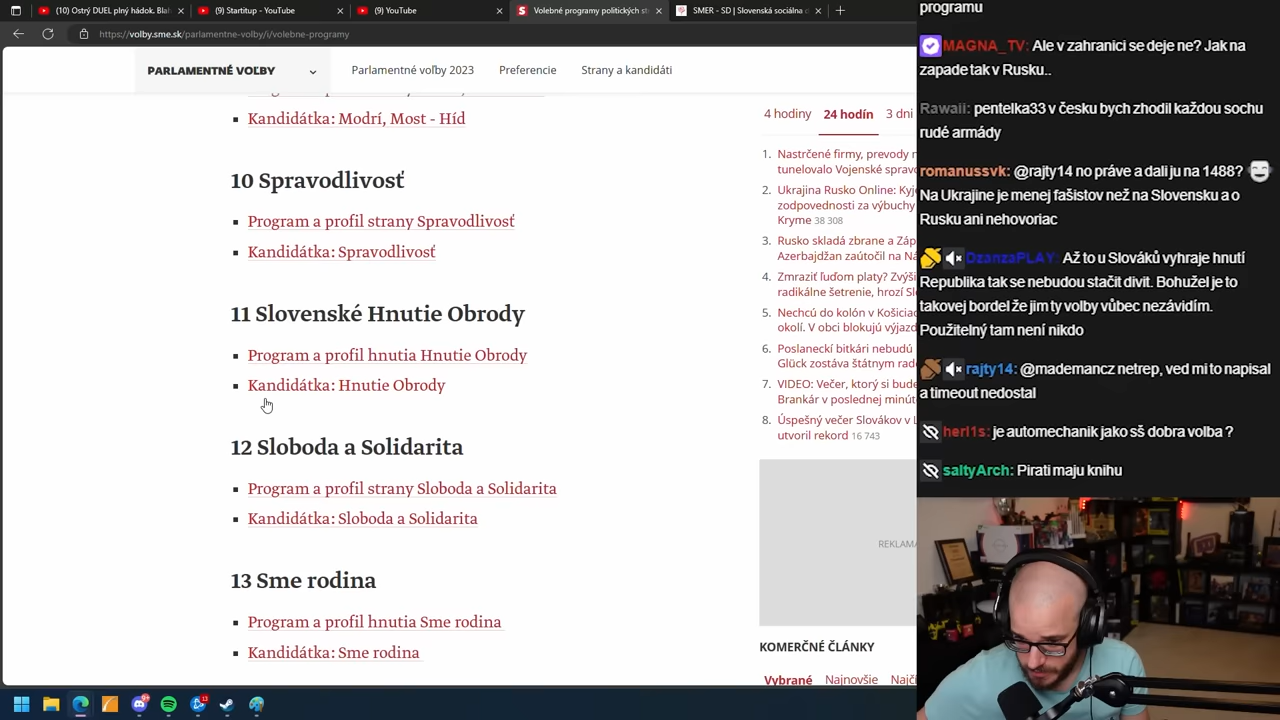 (10) Ostrý DUEL plný hádok. Blah
(9) Startitup - YouTube
(9) YouTube
Volebné programy politických st
SMER - SD | Slovenská sociálna d
https://volby.sme.sk/parlamentne-volby/i/volebne-programy
PARLAMENTNÉ VOĽBY
Parlamentné voľby 2023
Preferencie
Strany a kandidáti
Kandidátka: Modrí, Most - Híd
10 Spravodlivosť
Program a profil strany Spravodlivosť
Kandidátka: Spravodlivosť
11 Slovenské Hnutie Obrody
Program a profil hnutia Hnutie Obrody
Kandidátka: Hnutie Obrody
12 Sloboda a Solidarita
Program a profil strany Sloboda a Solidarita
Kandidátka: Sloboda a Solidarita
13 Sme rodina
Program a profil hnutia Sme rodina
Kandidátka: Sme rodina
4 hodiny
24 hodín
3 dni
1. Nastrčené firmy, prevody
tunelovalo Vojenské sprav
2. Ukrajina Rusko Online: Kyj
zodpovednosti za výbuchy
Kryme 38 308
3. Rusko skladá zbrane a Záp
Azerbajdžan zaútočil na Ná
4. Zmraziť ľuďom platy? Zvýši
radikálne šetrenie, hrozí Sl
5. Nechcú do kolón v Košiciac
okolí. V obci blokujú výjazd
6. Poslaneckí bitkári nebudú
Glück zostáva štátnym rad
7. VIDEO: Večer, ktorý si bude
Brankár v poslednej minút
8. Úspešný večer Slovákov v L
utvoril rekord 16 743
REKLAMA
KOMERČNÉ ČLÁNKY
Vybrané
Najnovšie
Najčí
programu
MAGNA_TV: Ale v zahranici se deje ne? Jak na
zapade tak v Rusku..
Rawaii: pentelka33 v česku bych zhodil každou sochu
rudé armády
romanussvk: @rajty14 no práve a dali ju na 1488?
Na Ukrajine je menej fašistov než na Slovensku a o
Rusku ani nehovoriac
DzanzaPLAY: Až to u Slováků vyhraje hnutí
Republika tak se nebudou stačit divit. Bohužel je to
takovej bordel že jim ty volby vůbec nezávidím.
Použitelný tam není nikdo
rajty14: @mademancz netrep, ved mi to napisal
a timeout nedostal
herl1s: je automechanik jako sš dobra volba ?
saltyArch: Pirati maju knihu